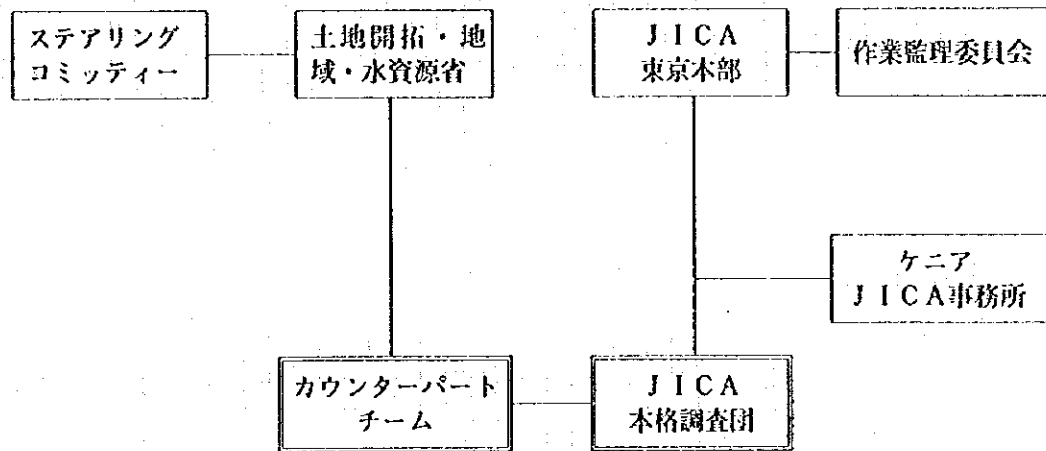 ステアリング
コミッティー
土地開拓・地
域・水資源省
JICA
東京本部
作業監理委員会
ケニア
JICA事務所
カウンターパート
チーム
JICA
本格調査団